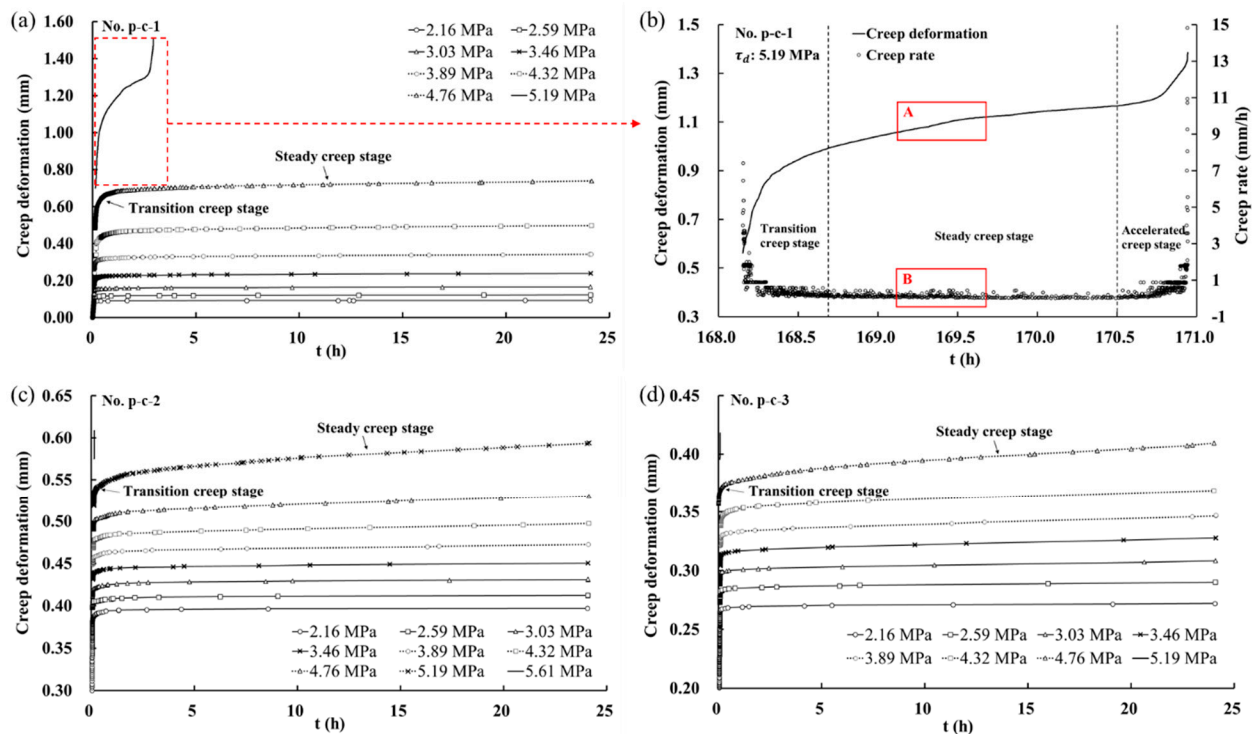 (a)
No. p-c-1
2.16 MPa 2.59 MPa
3.03 MPa 3.46 MPa
3.89 MPa 4.32 MPa
4.76 MPa 5.19 MPa
Steady creep stage
Transition creep stage
Creep deformation (mm)
1.60
1.40
1.20
1.00
0.80
0.60
0.40
0.20
0.00
0 5 10 15 20 25
t (h)
(b)
No. p-c-1
τd: 5.19 MPa
Creep deformation
Creep rate
A
B
Transition
creep stage
Steady creep stage
Accelerated
creep stage
Creep deformation (mm)
1.5
1.3
1.1
0.9
0.7
0.5
0.3
Creep rate (mm/h)
15
13
11
9
7
5
3
1
-1
168.0 168.5 169.0 169.5 170.0 170.5 171.0
t (h)
(c)
No. p-c-2
Steady creep stage
Transition creep stage
Creep deformation (mm)
0.65
0.60
0.55
0.50
0.45
0.40
0.35
0.30
2.16 MPa 2.59 MPa 3.03 MPa
3.46 MPa 3.89 MPa 4.32 MPa
4.76 MPa 5.19 MPa 5.61 MPa
0 5 10 15 20 25
t (h)
(d)
No. p-c-3
Steady creep stage
Transition creep stage
Creep deformation (mm)
0.45
0.40
0.35
0.30
0.25
0.20
2.16 MPa 2.59 MPa 3.03 MPa 3.46 MPa
3.89 MPa 4.32 MPa 4.76 MPa 5.19 MPa
0 5 10 15 20 25
t (h)